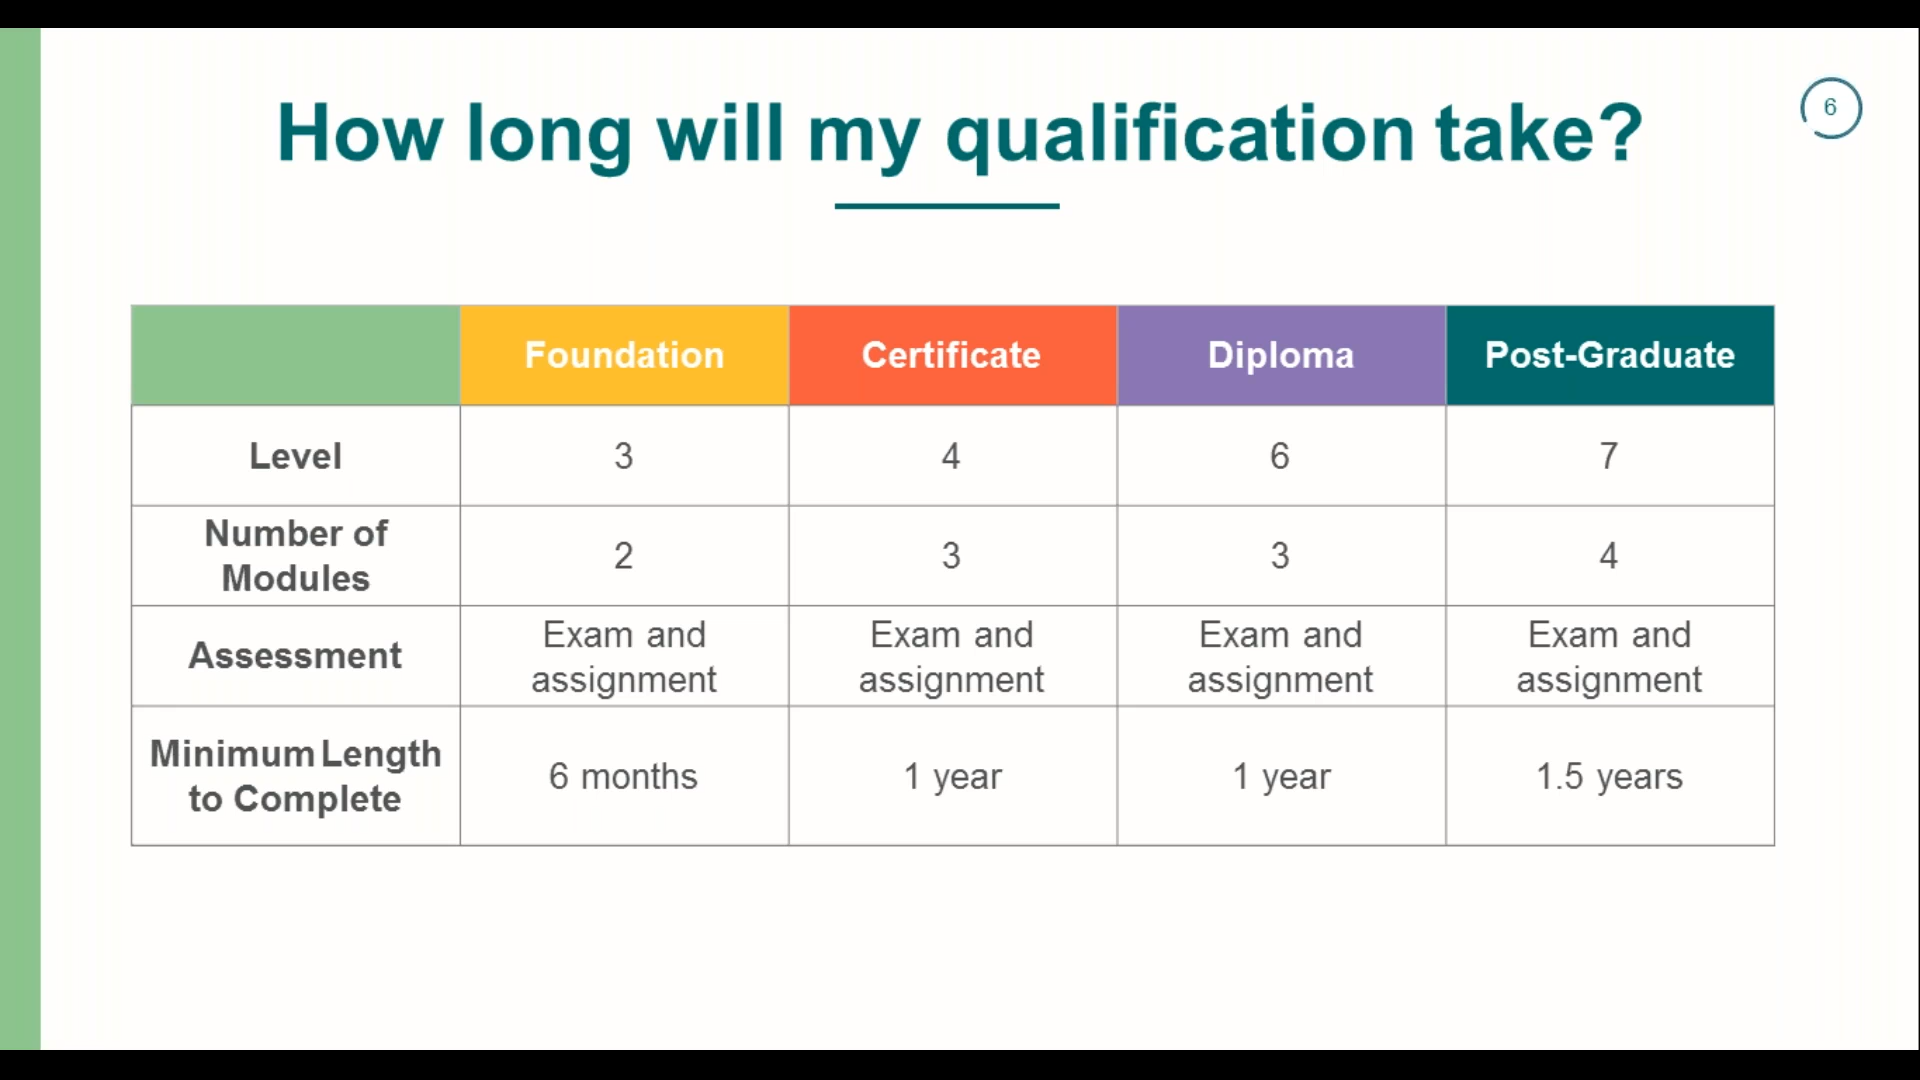 How long will my qualification take?
6
Foundation Certificate Diploma Post-Graduate
Level 3 4 6 7
Number of
Modules 2 3 3 4
Assessment Exam and
assignment Exam and
assignment Exam and
assignment Exam and
assignment
Minimum Length
to Complete 6 months 1 year 1 year 1.5 years